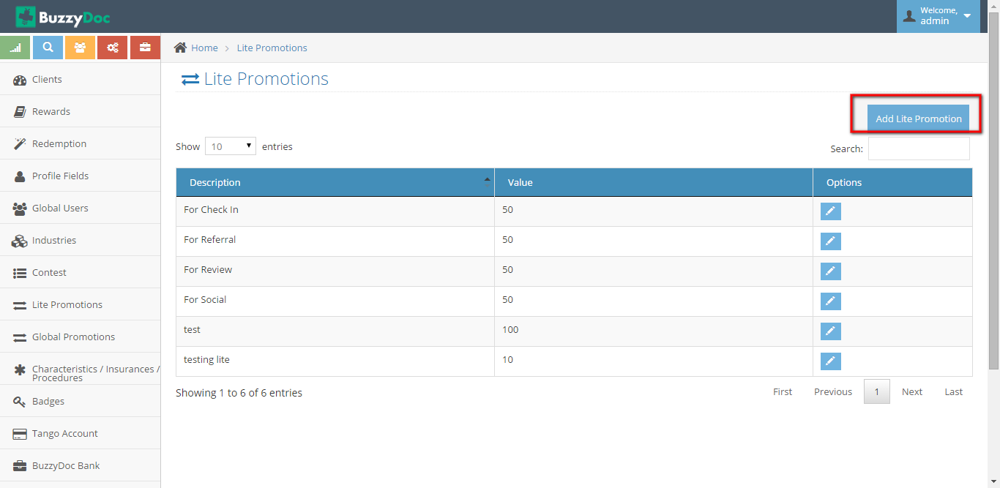 BuzzyDoc
Welcome,
admin
Home > Lite Promotions
Clients
Rewards
Redemption
Profile Fields
Global Users
Industries
Contest
Lite Promotions
Global Promotions
Characteristics / Insurances /
Procedures
Badges
Tango Account
BuzzyDoc Bank
Lite Promotions
Add Lite Promotion
Show 10 entries
Search:
Description Value Options
For Check In 50
For Referral 50
For Review 50
For Social 50
test 100
testing lite 10
Showing 1 to 6 of 6 entries
First Previous 1 Next Last